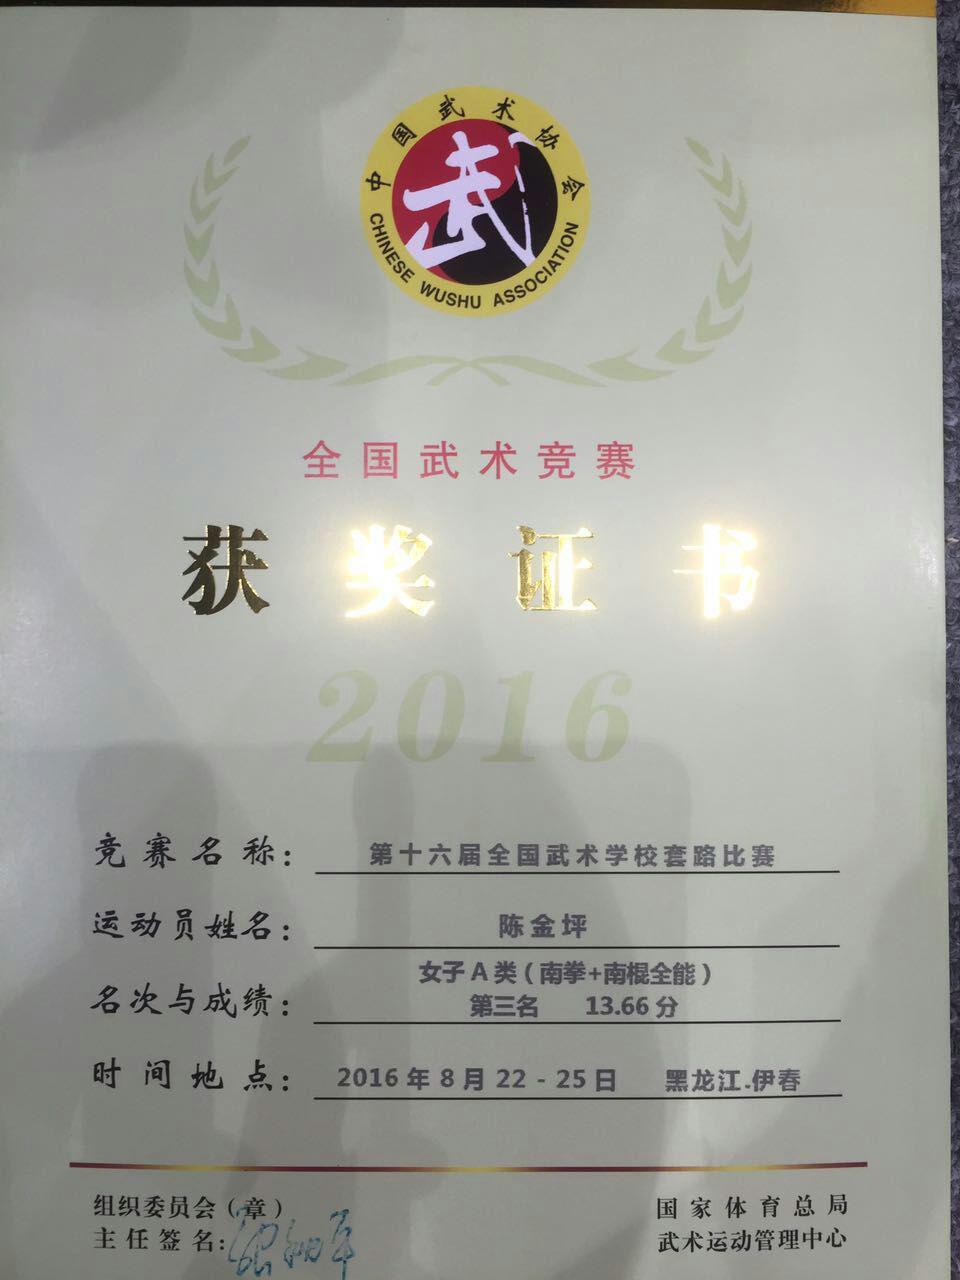 中国武术协会
武
CHINESE WUSHU ASSOCIATION
全国武术竞赛
获奖证书
2016
竞赛名称： 第十六届全国武术学校套路比赛
运动员姓名： 陈金坪
女子A类（南拳+南棍全能）
名次与成绩： 第三名 13.66分
时间地点： 2016年8月22-25日 黑龙江.伊春
组织委员会（章） 国家体育总局
主任签名： 武术运动管理中心